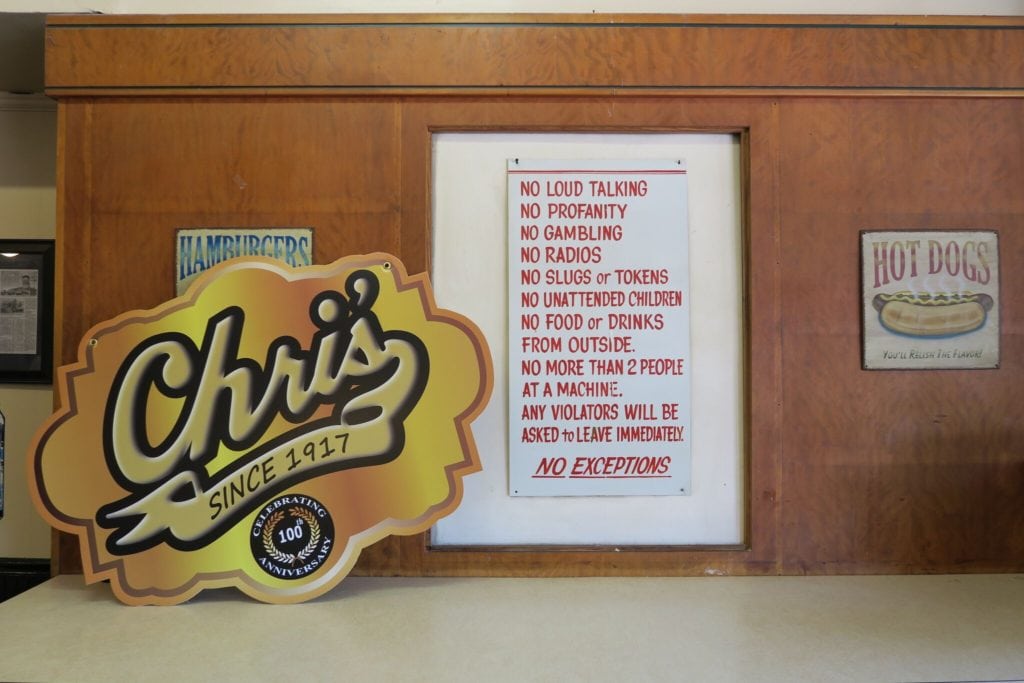 HAMBURGERS
Chris'
SINCE 1917
CELEBRATING
100th
ANNIVERSARY
NO LOUD TALKING
NO PROFANITY
NO GAMBLING
NO RADIOS
NO SLUGS or TOKENS
NO UNATTENDED CHILDREN
NO FOOD or DRINKS
FROM OUTSIDE.
NO MORE THAN 2 PEOPLE
AT A MACHINE.
ANY VIOLATORS WILL BE
ASKED to LEAVE IMMEDIATELY.
NO EXCEPTIONS
HOT DOGS
YOU'LL RELISH THE FLAVOR!